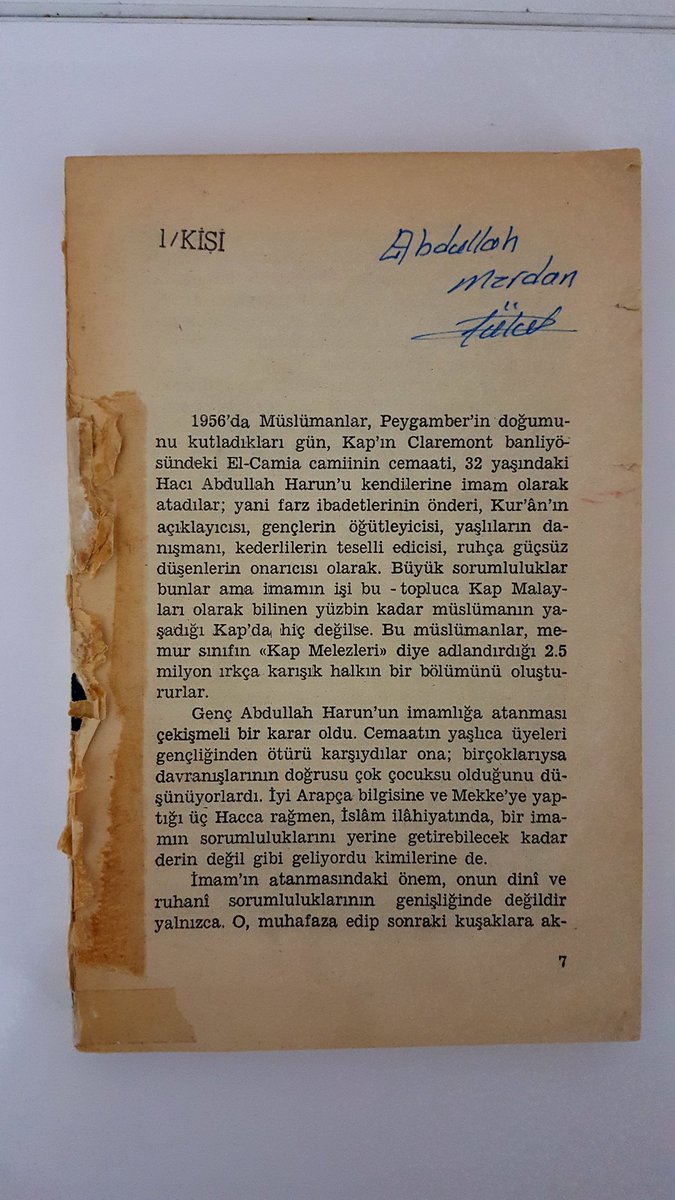 1/KİŞİ
Abdullah
Merdan
1956'da Müslümanlar, Peygamber'in doğumu-
nu kutladıkları gün, Kap'ın Claremont banliyö-
sündeki El-Camia camiinin cemaati, 32 yaşındaki
Hacı Abdullah Harun'u kendilerine imam olarak
atadılar; yani farz ibadetlerinin önderi, Kur'ân'ın
açıklayıcısı, gençlerin öğütleyicisi, yaşlıların da-
nışmanı, kederlilerin teselli edicisi, ruhça güçsüz
düşenlerin onarıcısı olarak. Büyük sorumluluklar
bunlar ama imamın işi bu - topluca Kap Malay-
ları olarak bilinen yüzbin kadar müslümanın ya-
şadığı Kap'da hiç değilse. Bu müslümanlar, me-
mur sınıfın «Kap Melezleri» diye adlandırdığı 2.5
milyon ırkça karışık halkın bir bölümünü oluştu-
rurlar.
Genç Abdullah Harun'un imamlığa atanması
çekişmeli bir karar oldu. Cemaatın yaşlıca üyeleri
gençliğinden ötürü karşıydılar ona; birçoklarıysa
davranışlarının doğrusu çok çocuksu olduğunu dü-
şünüyorlardı. İyi Arapça bilgisine ve Mekke'ye yap-
tığı üç Hacca rağmen, İslâm ilâhiyatında, bir ima-
mın sorumluluklarını yerine getirebilecek kadar
derin değil gibi geliyordu kimilerine de.
İmam'ın atanmasındaki önem, onun dinî ve
ruhanî sorumluluklarının genişliğinde değildir
yalnızca. O, muhafaza edip sonraki kuşaklara ak-
7